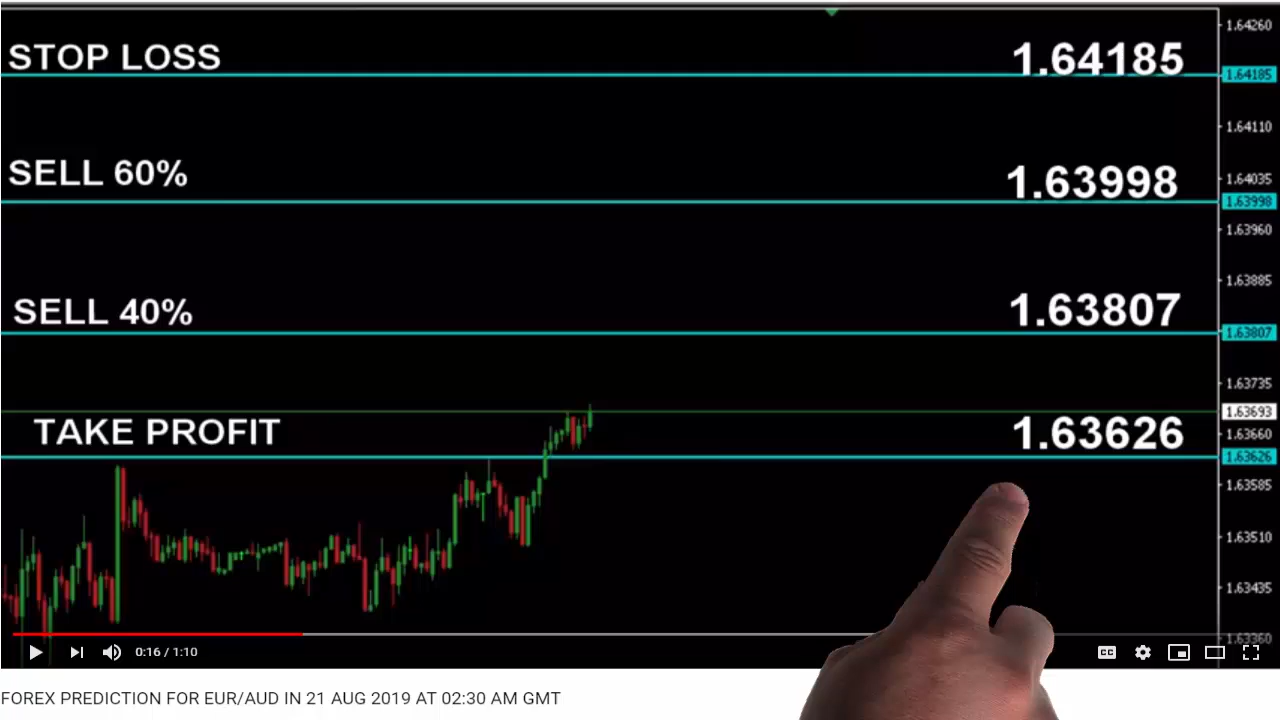 1.64260
STOP LOSS 1.64185 1.64185
1.64110
SELL 60% 1.63998 1.64035
1.63998
1.63960
1.63885
SELL 40% 1.63807 1.63807
1.63735
1.63693
TAKE PROFIT 1.63626 1.63660
1.63626
1.63585
1.63510
1.63435
1.63360
0:16 / 1:10 CC
FOREX PREDICTION FOR EUR/AUD IN 21 AUG 2019 AT 02:30 AM GMT